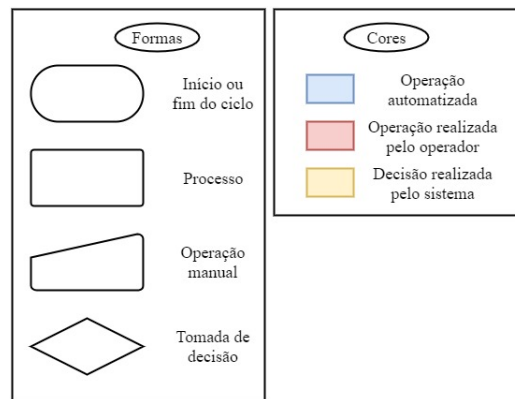 Formas
Início ou
fim do ciclo
Processo
Operação
manual
Tomada de
decisão
Cores
Operação
automatizada
Operação realizada
pelo operador
Decisão realizada
pelo sistema